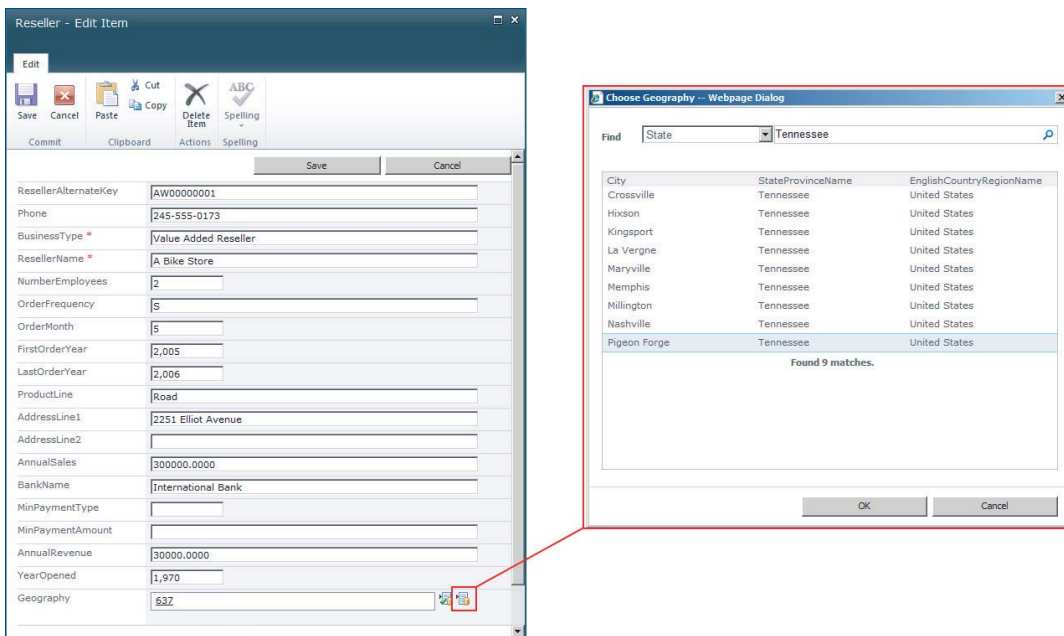 Reseller - Edit Item
Edit
Save
Cancel
Paste
Cut
Copy
Delete Item
ABC
Spelling
Commit
Clipboard
Actions
Spelling
Save Cancel
ResellerAlternateKey AW00000001
Phone 245-555-0173
BusinessType * Value Added Reseller
ResellerName * A Bike Store
NumberEmployees 2
OrderFrequency S
OrderMonth 5
FirstOrderYear 2,005
LastOrderYear 2,006
ProductLine Road
AddressLine1 2251 Elliot Avenue
AddressLine2
AnnualSales 300000.0000
BankName International Bank
MinPaymentType
MinPaymentAmount
AnnualRevenue 30000.0000
YearOpened 1,970
Geography 637
Choose Geography -- Webpage Dialog
Find State Tennessee
City StateProvinceName EnglishCountryRegionName
Crossville Tennessee United States
Hixson Tennessee United States
Kingsport Tennessee United States
La Vergne Tennessee United States
Maryville Tennessee United States
Memphis Tennessee United States
Millington Tennessee United States
Nashville Tennessee United States
Pigeon Forge Tennessee United States
Found 9 matches.
OK Cancel